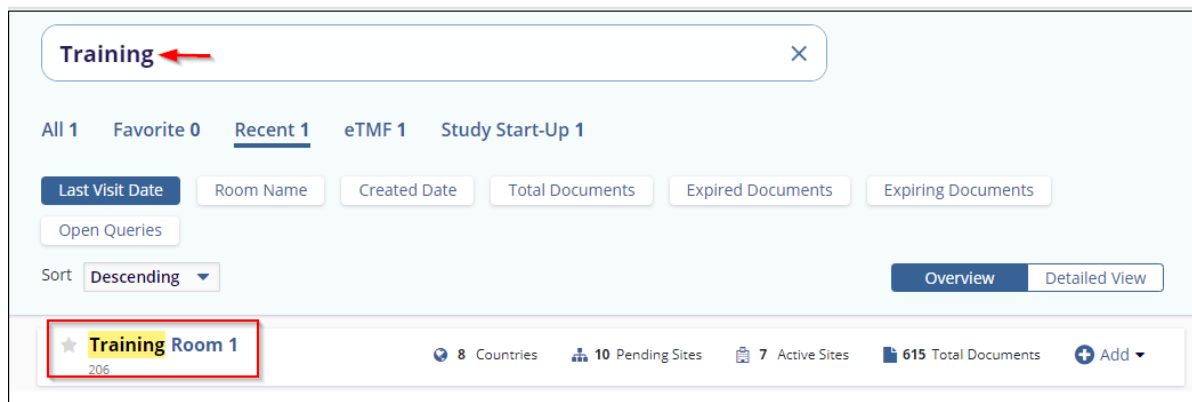 Training
All 1 Favorite 0 Recent 1 eTMF 1 Study Start-Up 1
Last Visit Date Room Name Created Date Total Documents Expired Documents Expiring Documents
Open Queries
Sort Descending Overview Detailed View
Training Room 1 8 Countries 10 Pending Sites 7 Active Sites 615 Total Documents Add
206